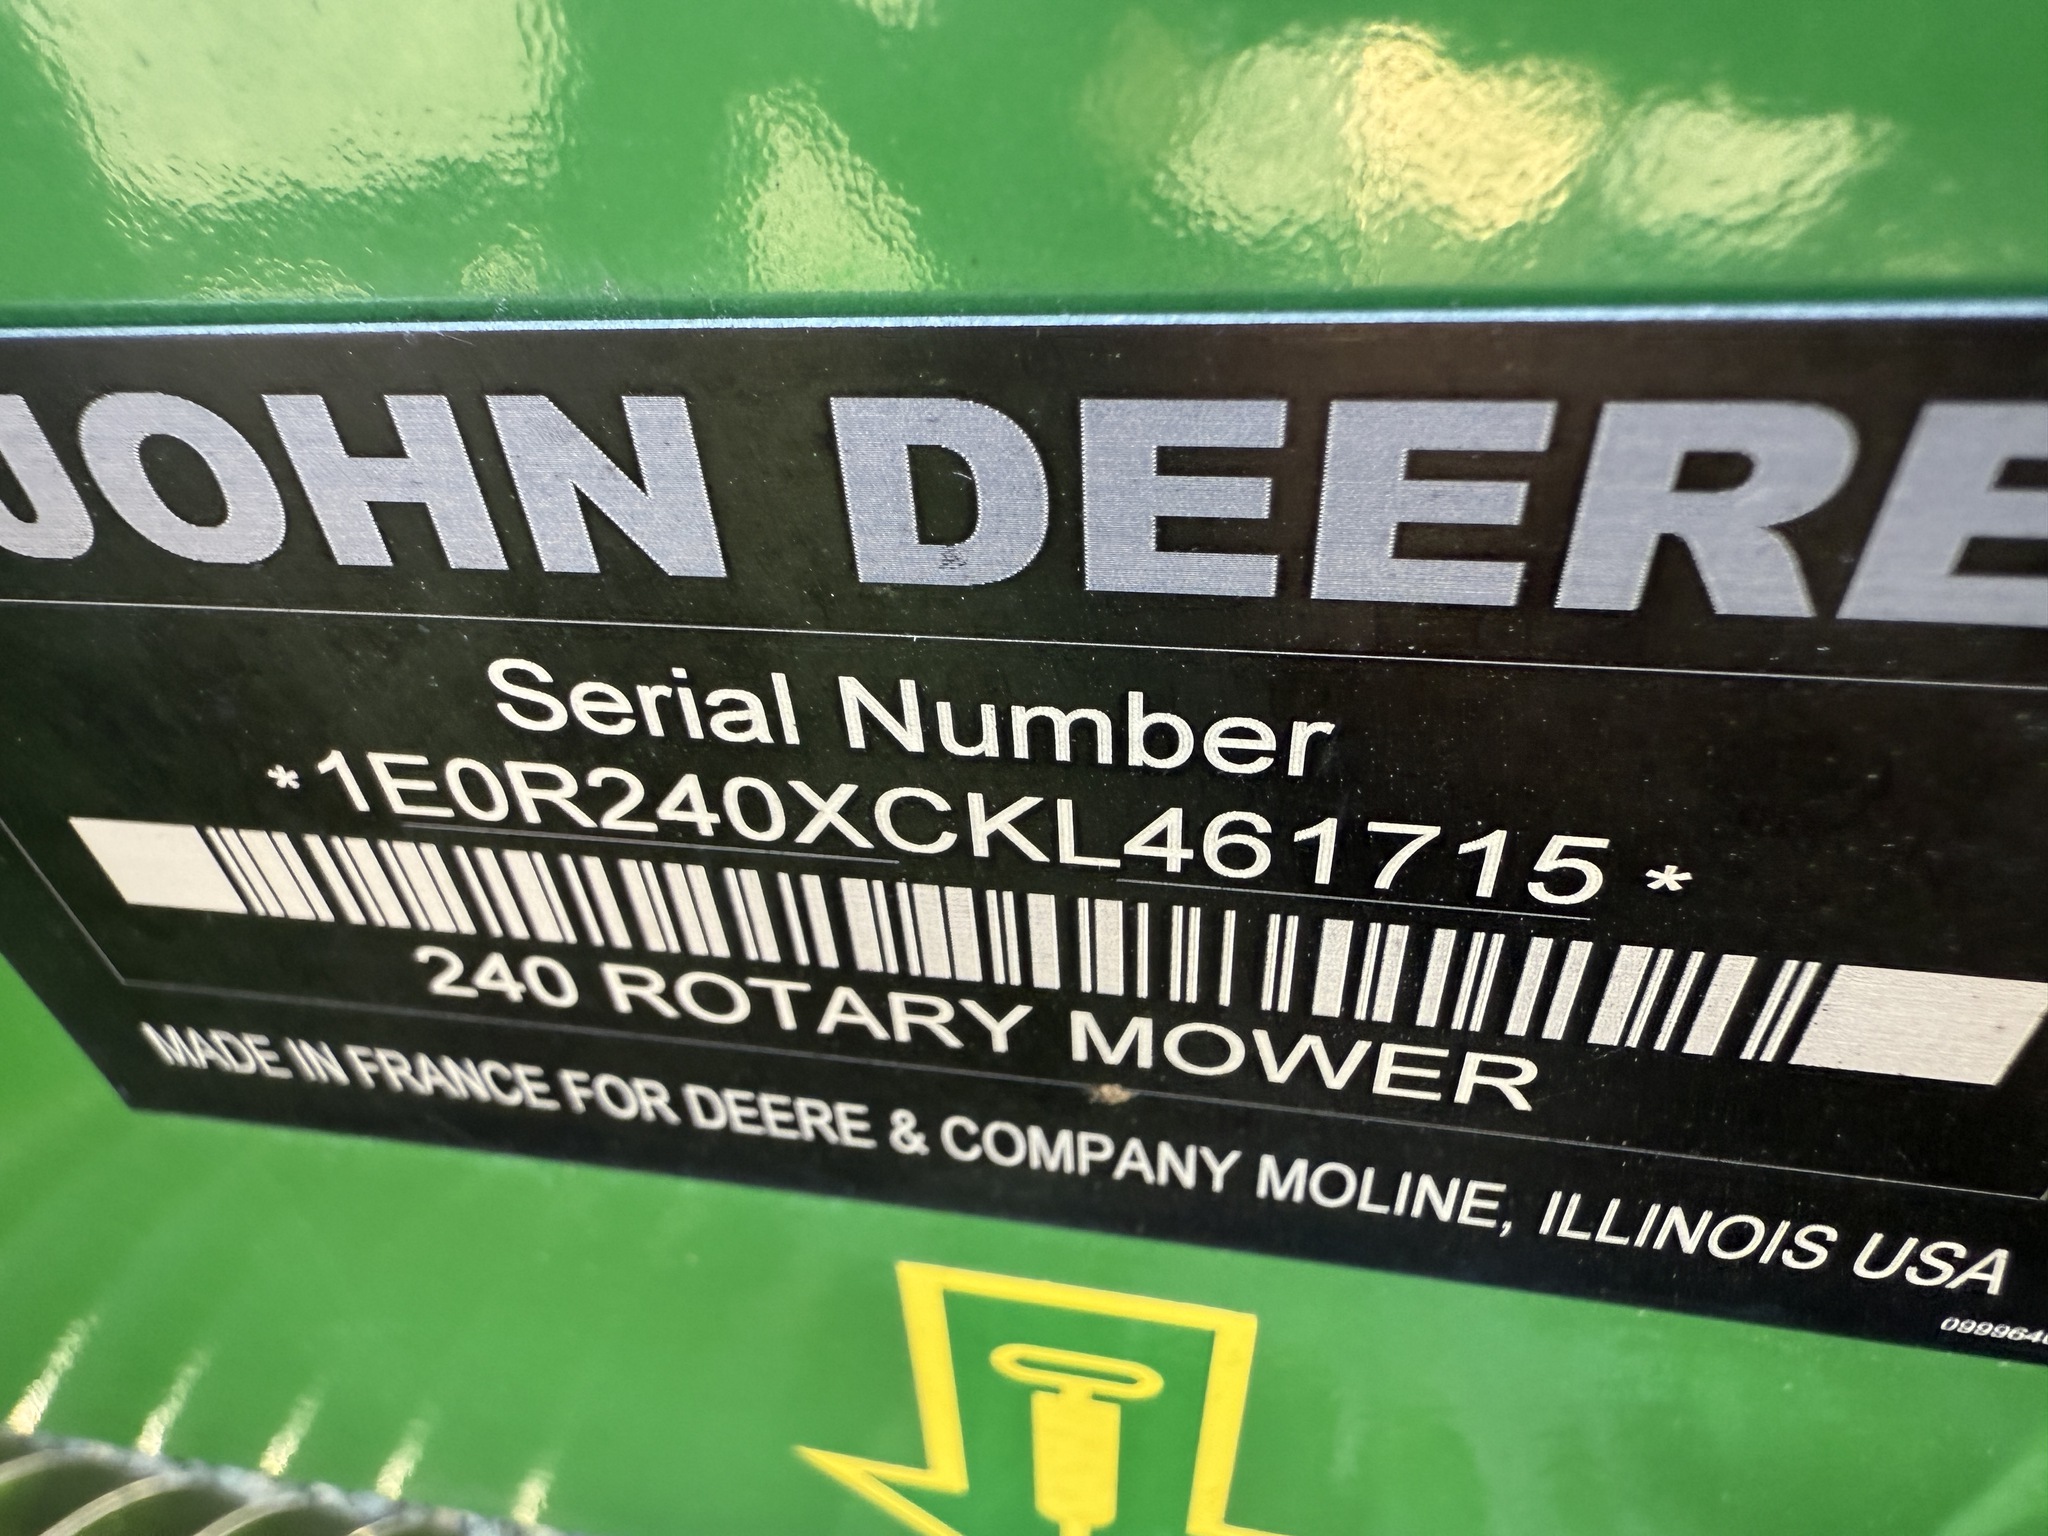 JOHN DEERE
Serial Number
*1E0R240XCKL461715*
240 ROTARY MOWER
MADE IN FRANCE FOR DEERE & COMPANY MOLINE, ILLINOIS USA